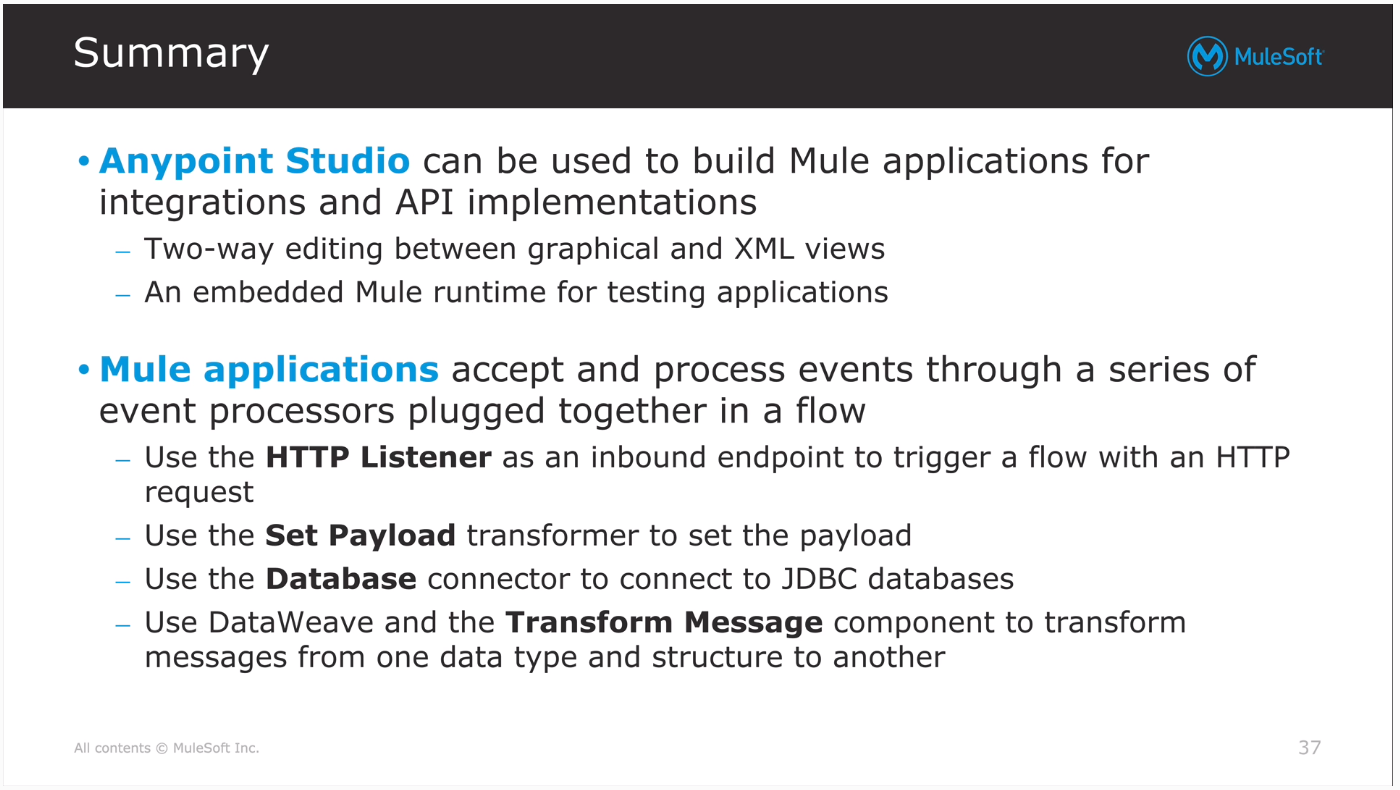 Summary
MuleSoft
• Anypoint Studio can be used to build Mule applications for
integrations and API implementations
– Two-way editing between graphical and XML views
– An embedded Mule runtime for testing applications
• Mule applications accept and process events through a series of
event processors plugged together in a flow
– Use the HTTP Listener as an inbound endpoint to trigger a flow with an HTTP
request
– Use the Set Payload transformer to set the payload
– Use the Database connector to connect to JDBC databases
– Use DataWeave and the Transform Message component to transform
messages from one data type and structure to another
All contents © MuleSoft Inc.
37